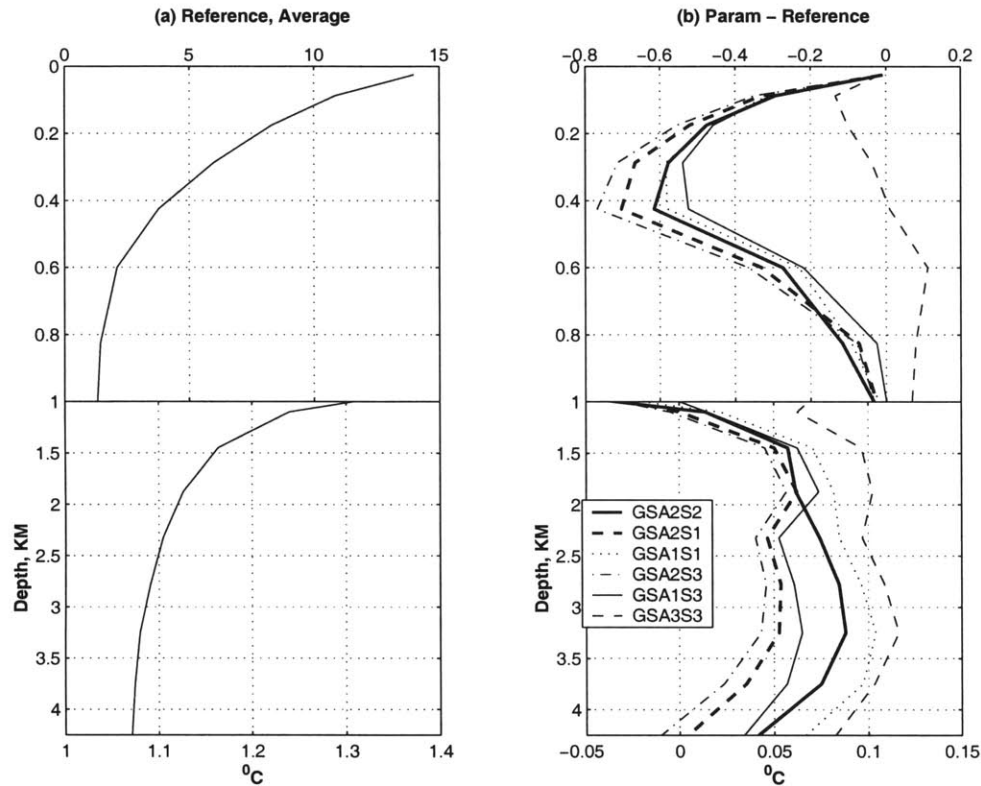 (a) Reference, Average
0 5 10 15
0
0.2
0.4
0.6
0.8
1
1.5
2
2.5
3
3.5
4
Depth, KM
1 1.1 1.2 1.3 1.4
⁰C
(b) Param – Reference
−0.8 −0.6 −0.4 −0.2 0 0.2
0
0.2
0.4
0.6
0.8
1
1.5
2
2.5
3
3.5
4
Depth, KM
GSA2S2
GSA2S1
GSA1S1
GSA2S3
GSA1S3
GSA3S3
−0.05 0 0.05 0.1 0.15
⁰C